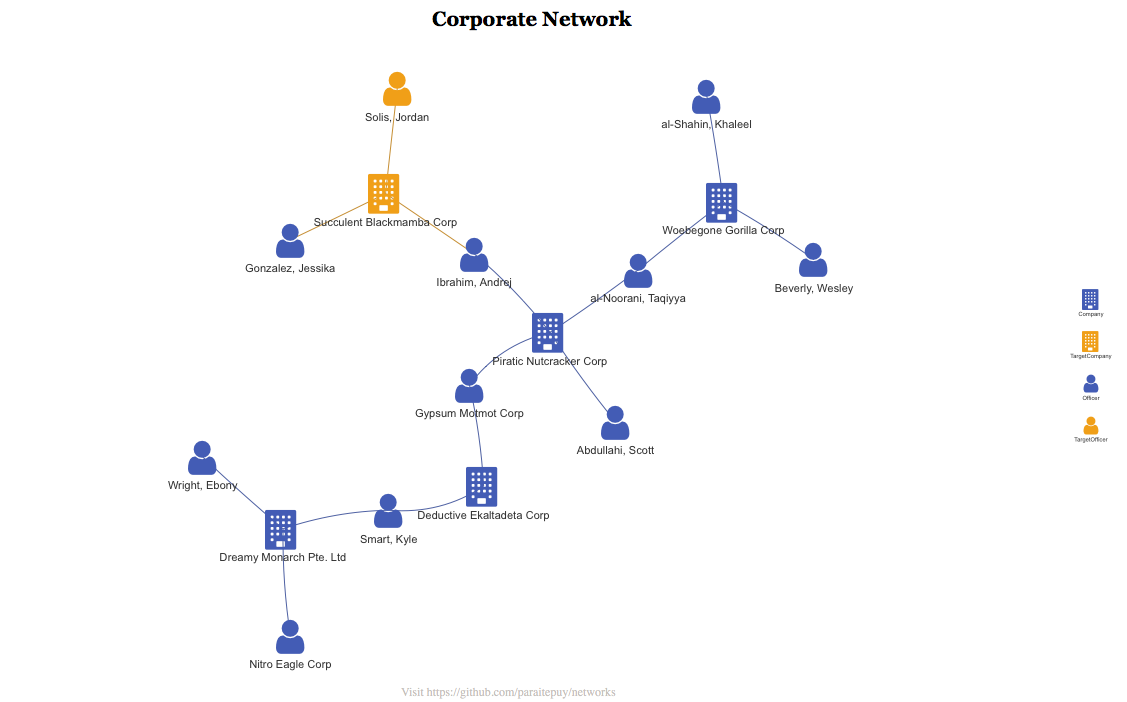 Corporate Network
Solis, Jordan
al-Shahin, Khaleel
Succulent Blackmamba Corp
Woebegone Gorilla Corp
Gonzalez, Jessika
Ibrahim, Andrej
al-Noorani, Taqiyya
Beverly, Wesley
Company
Piratic Nutcracker Corp
TargetCompany
Officer
Gypsum Motmot Corp
TargetOfficer
Abdullahi, Scott
Wright, Ebony
Deductive Ekaltadeta Corp
Smart, Kyle
Dreamy Monarch Pte. Ltd
Nitro Eagle Corp
Visit https://github.com/paraitepuy/networks